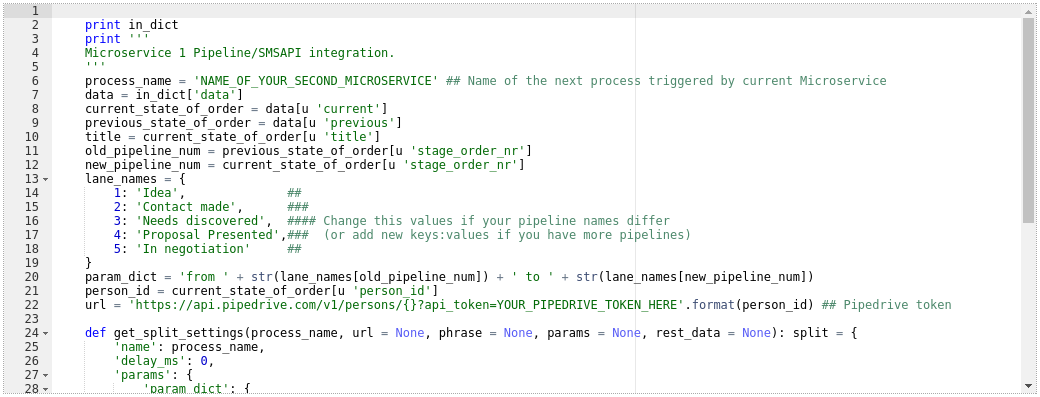 1
2 print in_dict
3 print '''
4 Microservice 1 Pipeline/SMSAPI integration.
5 '''
6 process_name = 'NAME_OF_YOUR_SECOND_MICROSERVICE' ## Name of the next process triggered by current Microservice
7 data = in_dict['data']
8 current_state_of_order = data[u 'current']
9 previous_state_of_order = data[u 'previous']
10 title = current_state_of_order[u 'title']
11 old_pipeline_num = previous_state_of_order[u 'stage_order_nr']
12 new_pipeline_num = current_state_of_order[u 'stage_order_nr']
13 lane_names = {
14     1: 'Idea',              ##
15     2: 'Contact made',      ###
16     3: 'Needs discovered',  #### Change this values if your pipeline names differ
17     4: 'Proposal Presented',###  (or add new keys:values if you have more pipelines)
18     5: 'In negotiation'     ##
19 }
20 param_dict = 'from ' + str(lane_names[old_pipeline_num]) + ' to ' + str(lane_names[new_pipeline_num])
21 person_id = current_state_of_order[u 'person_id']
22 url = 'https://api.pipedrive.com/v1/persons/{}?api_token=YOUR_PIPEDRIVE_TOKEN_HERE'.format(person_id) ## Pipedrive token
23
24 def get_split_settings(process_name, url = None, phrase = None, params = None, rest_data = None): split = {
25     'name': process_name,
26     'delay_ms': 0,
27     'params': {
28         'param_dict': {